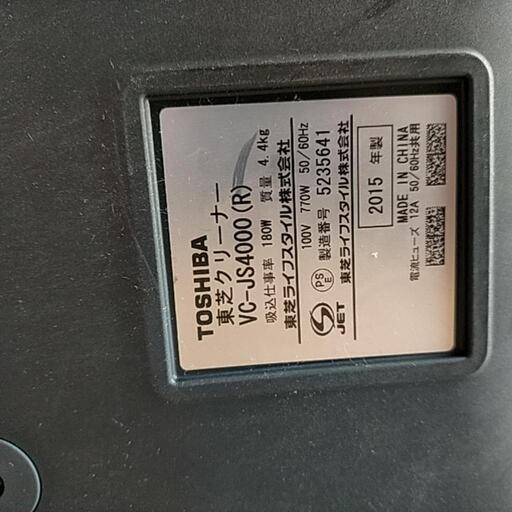 TOSHIBA
東芝クリーナー
VC-JS4000(R)
吸込仕事率 180W 質量 4.4kg
東芝ライフスタイル株式会社
100V 770W 50/60Hz
PSE 製造番号 5235641
JET 東芝ライフスタイル株式会社
2015 年製
MADE IN CHINA
電流ヒューズ 12A 50/60Hz共用